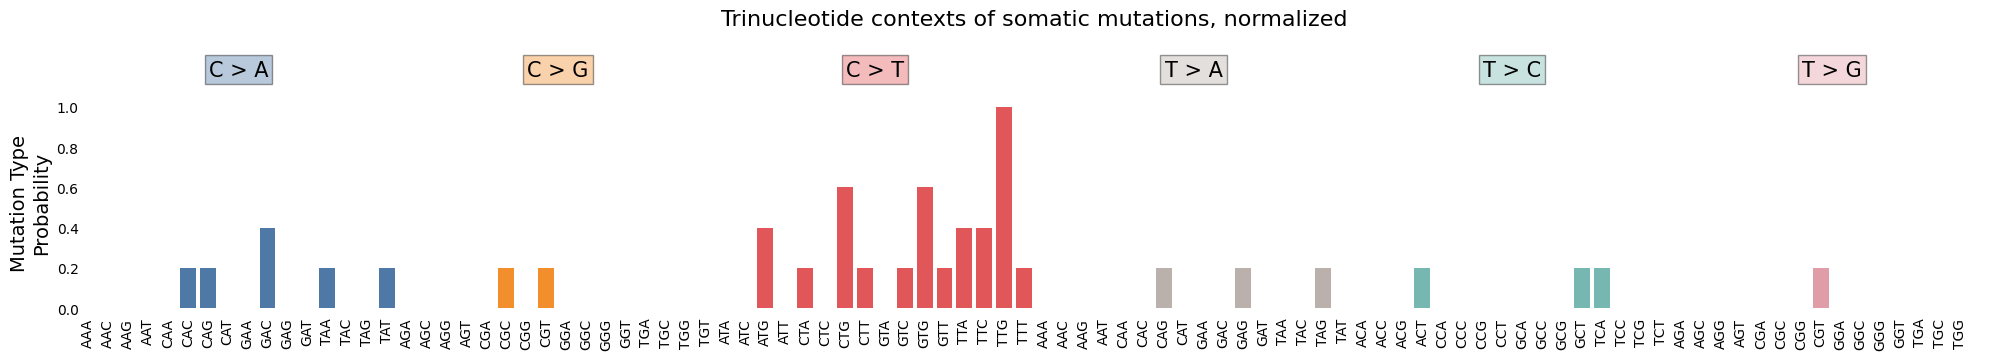 Trinucleotide contexts of somatic mutations, normalized
C > A
C > G
C > T
T > A
T > C
T > G
Mutation Type
Probability
1.0
0.8
0.6
0.4
0.2
0.0
AAA
AAC
AAG
AAT
CAA
CAC
CAG
CAT
GAA
GAC
GAG
GAT
TAA
TAC
TAG
TAT
AGA
AGC
AGG
AGT
CGA
CGC
CGG
CGT
GGA
GGC
GGG
GGT
TGA
TGC
TGG
TGT
ATA
ATC
ATG
ATT
CTA
CTC
CTG
CTT
GTA
GTC
GTG
GTT
TTA
TTC
TTG
TTT
AAA
AAC
AAG
AAT
CAA
CAC
CAG
CAT
GAA
GAC
GAG
GAT
TAA
TAC
TAG
TAT
ACA
ACC
ACG
ACT
CCA
CCC
CCG
CCT
GCA
GCC
GCG
GCT
TCA
TCC
TCG
TCT
AGA
AGC
AGG
AGT
CGA
CGC
CGG
CGT
GGA
GGC
GGG
GGT
TGA
TGC
TGG